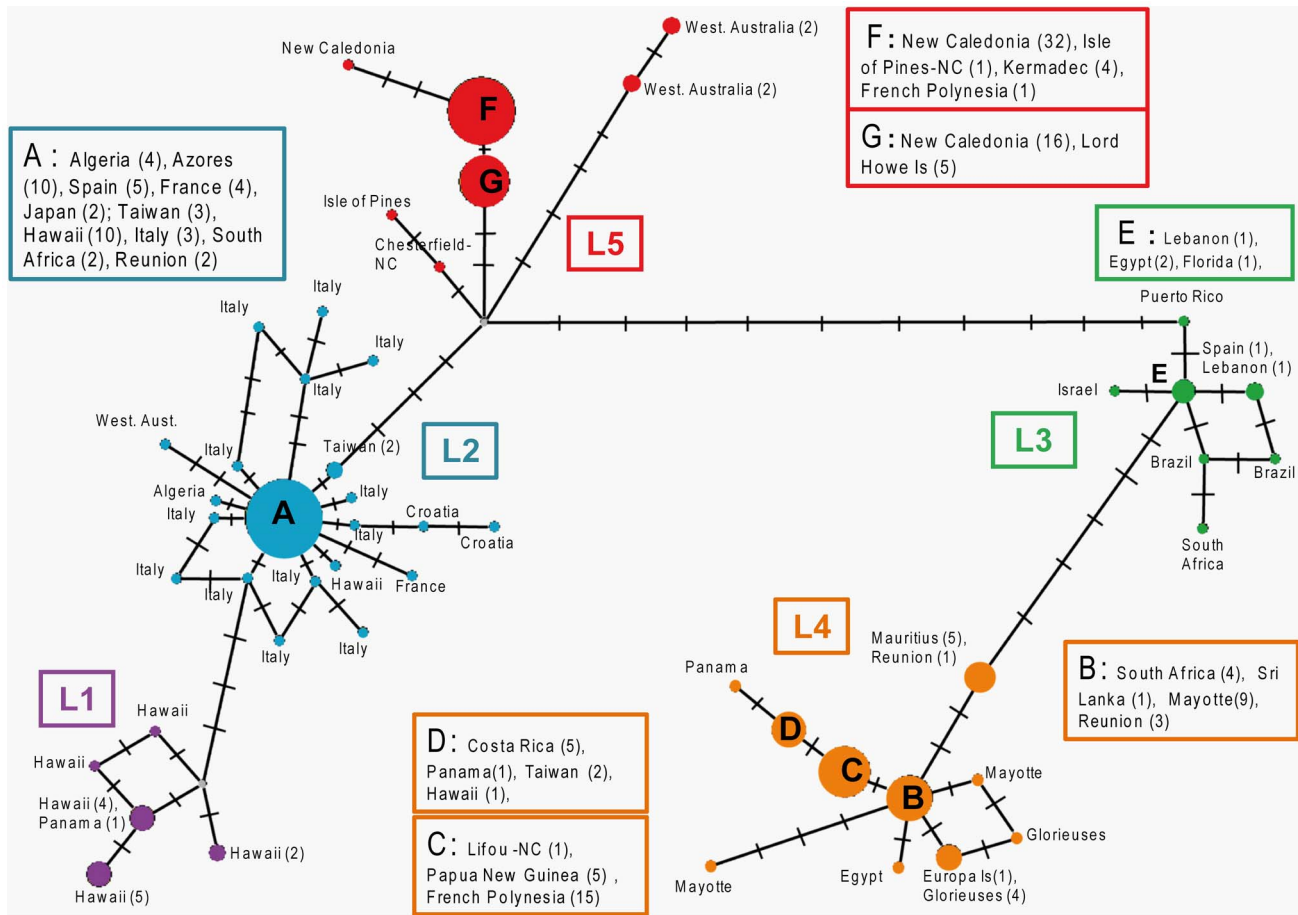 West. Australia (2)
New Caledonia
West. Australia (2)
F
G
F: New Caledonia (32), Isle
of Pines-NC (1), Kermadec (4),
French Polynesia (1)
G: New Caledonia (16), Lord
Howe Is (5)
A: Algeria (4), Azores
(10), Spain (5), France (4),
Japan (2); Taiwan (3),
Hawaii (10), Italy (3), South
Africa (2), Reunion (2)
Isle of Pines
Chesterfield-
NC
L5
E: Lebanon (1),
Egypt(2), Florida (1),
Puerto Rico
Spain (1),
Lebanon (1)
E
Israel
Brazil
Brazil
South
Africa
L3
Italy
Italy
Italy
Italy
West. Aust.
Italy
Taiwan (2)
L2
Algeria
Italy
Italy
A
Croatia
Italy
Croatia
Italy
Italy
Italy
Hawaii
France
Italy
Italy
L1
Hawaii
Hawaii
Hawaii (4),
Panama (1)
Hawaii (2)
Hawaii (5)
L4
Mauritius (5),
Reunion (1)
Panama
D
C
B
Mayotte
Glorieuses
Europa Is(1),
Glorieuses (4)
Egypt
Mayotte
B: South Africa (4), Sri
Lanka (1), Mayotte(9),
Reunion (3)
D: Costa Rica (5),
Panama(1), Taiwan (2),
Hawaii (1),
C: Lifou -NC (1),
Papua New Guinea (5) ,
French Polynesia (15)